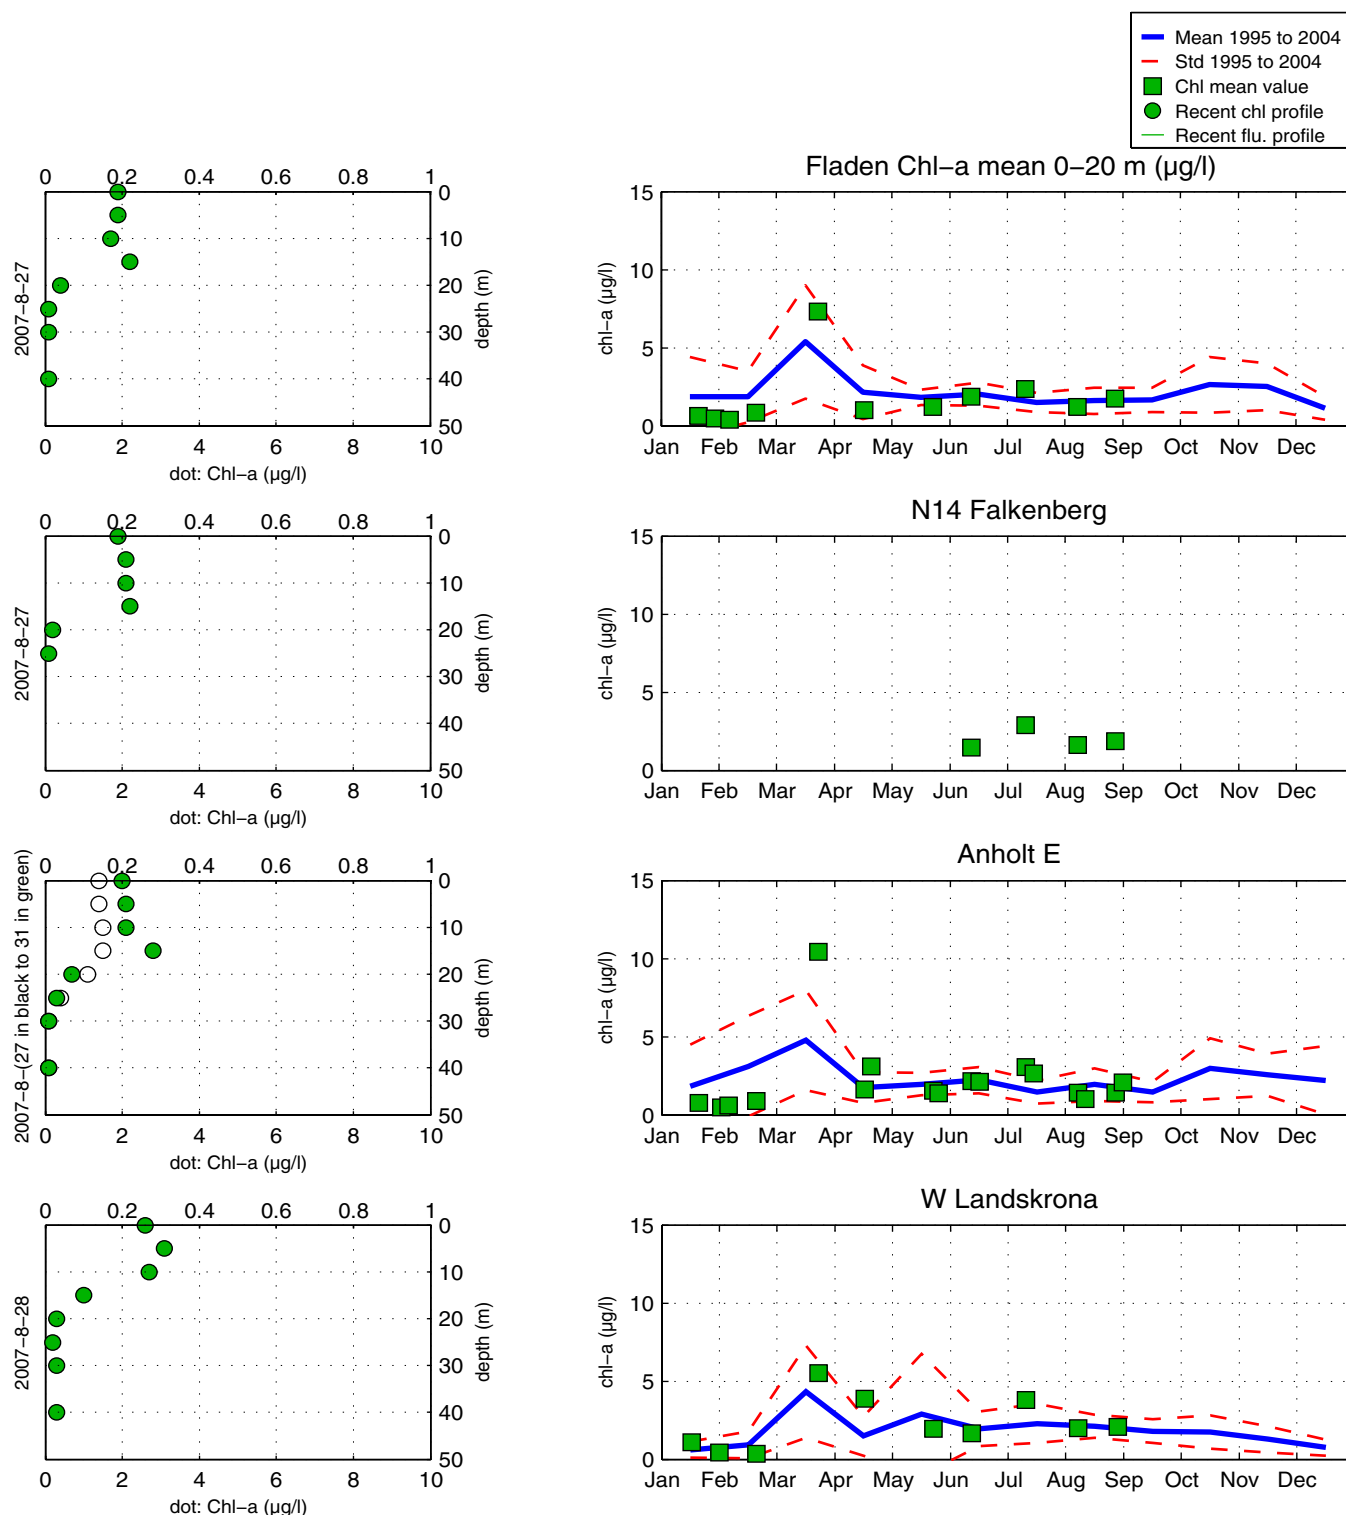 Mean 1995 to 2004
Std 1995 to 2004
Chl mean value
Recent chl profile
Recent flu. profile
0 0.2 0.4 0.6 0.8 1
0
10
20
30
40
50
depth (m)
2007-8-27
0 2 4 6 8 10
dot: Chl-a (µg/l)
Fladen Chl-a mean 0-20 m (µg/l)
15
10
5
0
chl-a (µg/l)
Jan Feb Mar Apr May Jun Jul Aug Sep Oct Nov Dec
0 0.2 0.4 0.6 0.8 1
0
10
20
30
40
50
depth (m)
2007-8-27
0 2 4 6 8 10
dot: Chl-a (µg/l)
N14 Falkenberg
15
10
5
0
chl-a (µg/l)
Jan Feb Mar Apr May Jun Jul Aug Sep Oct Nov Dec
0 0.2 0.4 0.6 0.8 1
0
10
20
30
40
50
depth (m)
2007-8-(27 in black to 31 in green)
0 2 4 6 8 10
dot: Chl-a (µg/l)
Anholt E
15
10
5
0
chl-a (µg/l)
Jan Feb Mar Apr May Jun Jul Aug Sep Oct Nov Dec
0 0.2 0.4 0.6 0.8 1
0
10
20
30
40
50
depth (m)
2007-8-28
0 2 4 6 8 10
dot: Chl-a (µg/l)
W Landskrona
15
10
5
0
chl-a (µg/l)
Jan Feb Mar Apr May Jun Jul Aug Sep Oct Nov Dec